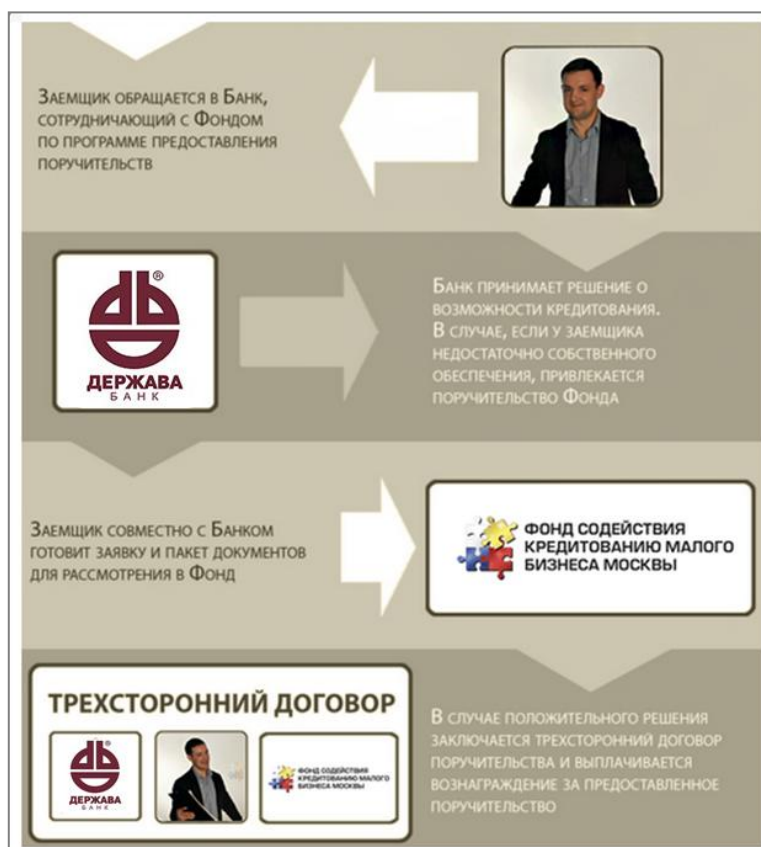 Заемщик обращается в Банк,
сотрудничающий с Фондом
по программе предоставления
поручительств
®
ДЕРЖАВА
БАНК
Банк принимает решение о
возможности кредитования.
В случае, если у заемщика
недостаточно собственного
обеспечения, привлекается
поручительство Фонда
Заемщик совместно с Банком
готовит заявку и пакет документов
для рассмотрения в Фонд
ФОНД СОДЕЙСТВИЯ
КРЕДИТОВАНИЮ МАЛОГО
БИЗНЕСА МОСКВЫ
ТРЕХСТОРОННИЙ ДОГОВОР
®
ДЕРЖАВА
БАНК
ФОНД СОДЕЙСТВИЯ
КРЕДИТОВАНИЮ МАЛОГО
БИЗНЕСА МОСКВЫ
В случае положительного решения
заключается трехсторонний договор
поручительства и выплачивается
вознаграждение за предоставленное
поручительство